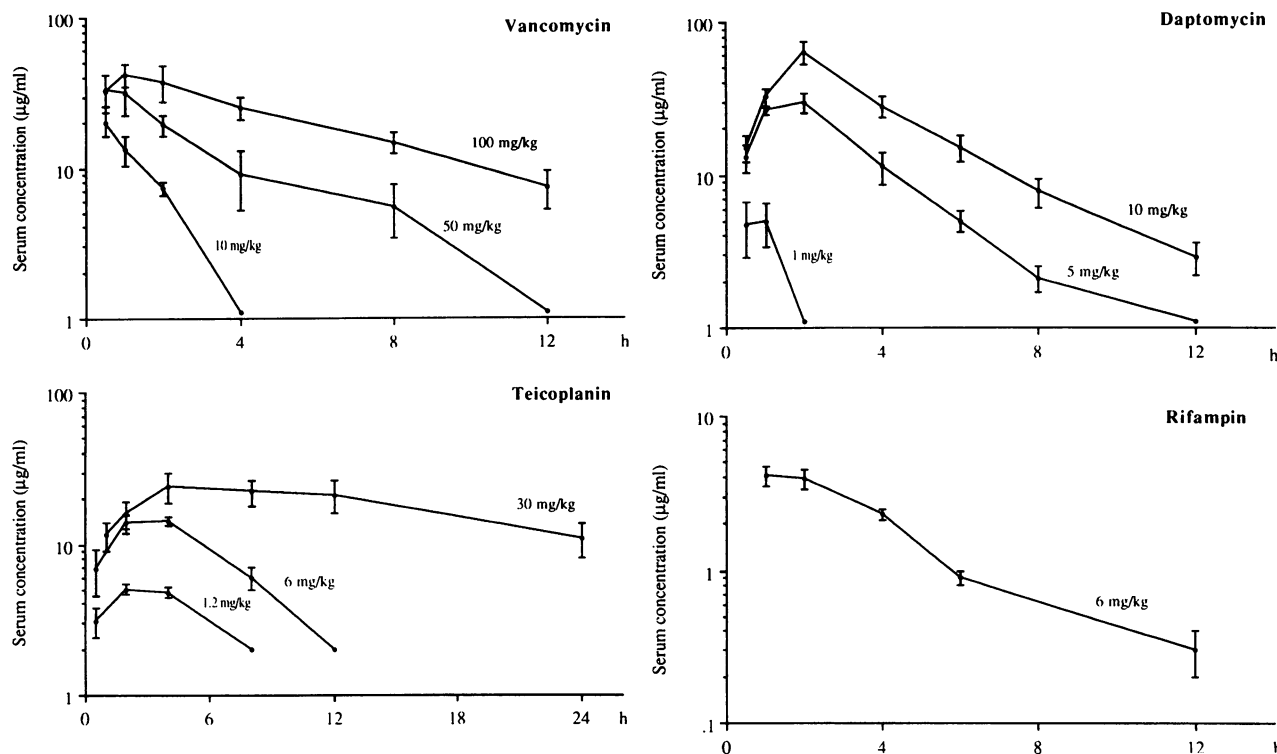 Vancomycin
Serum concentration (µg/ml)
100
10
1
0
4
8
12
h
100 mg/kg
50 mg/kg
10 mg/kg
Daptomycin
Serum concentration (µg/ml)
100
10
1
0
4
8
12
h
10 mg/kg
5 mg/kg
1 mg/kg
Teicoplanin
Serum concentration (µg/ml)
100
10
1
0
6
12
18
24
h
30 mg/kg
6 mg/kg
1.2 mg/kg
Rifampin
Serum concentration (µg/ml)
10
1
.1
0
4
8
12
h
6 mg/kg